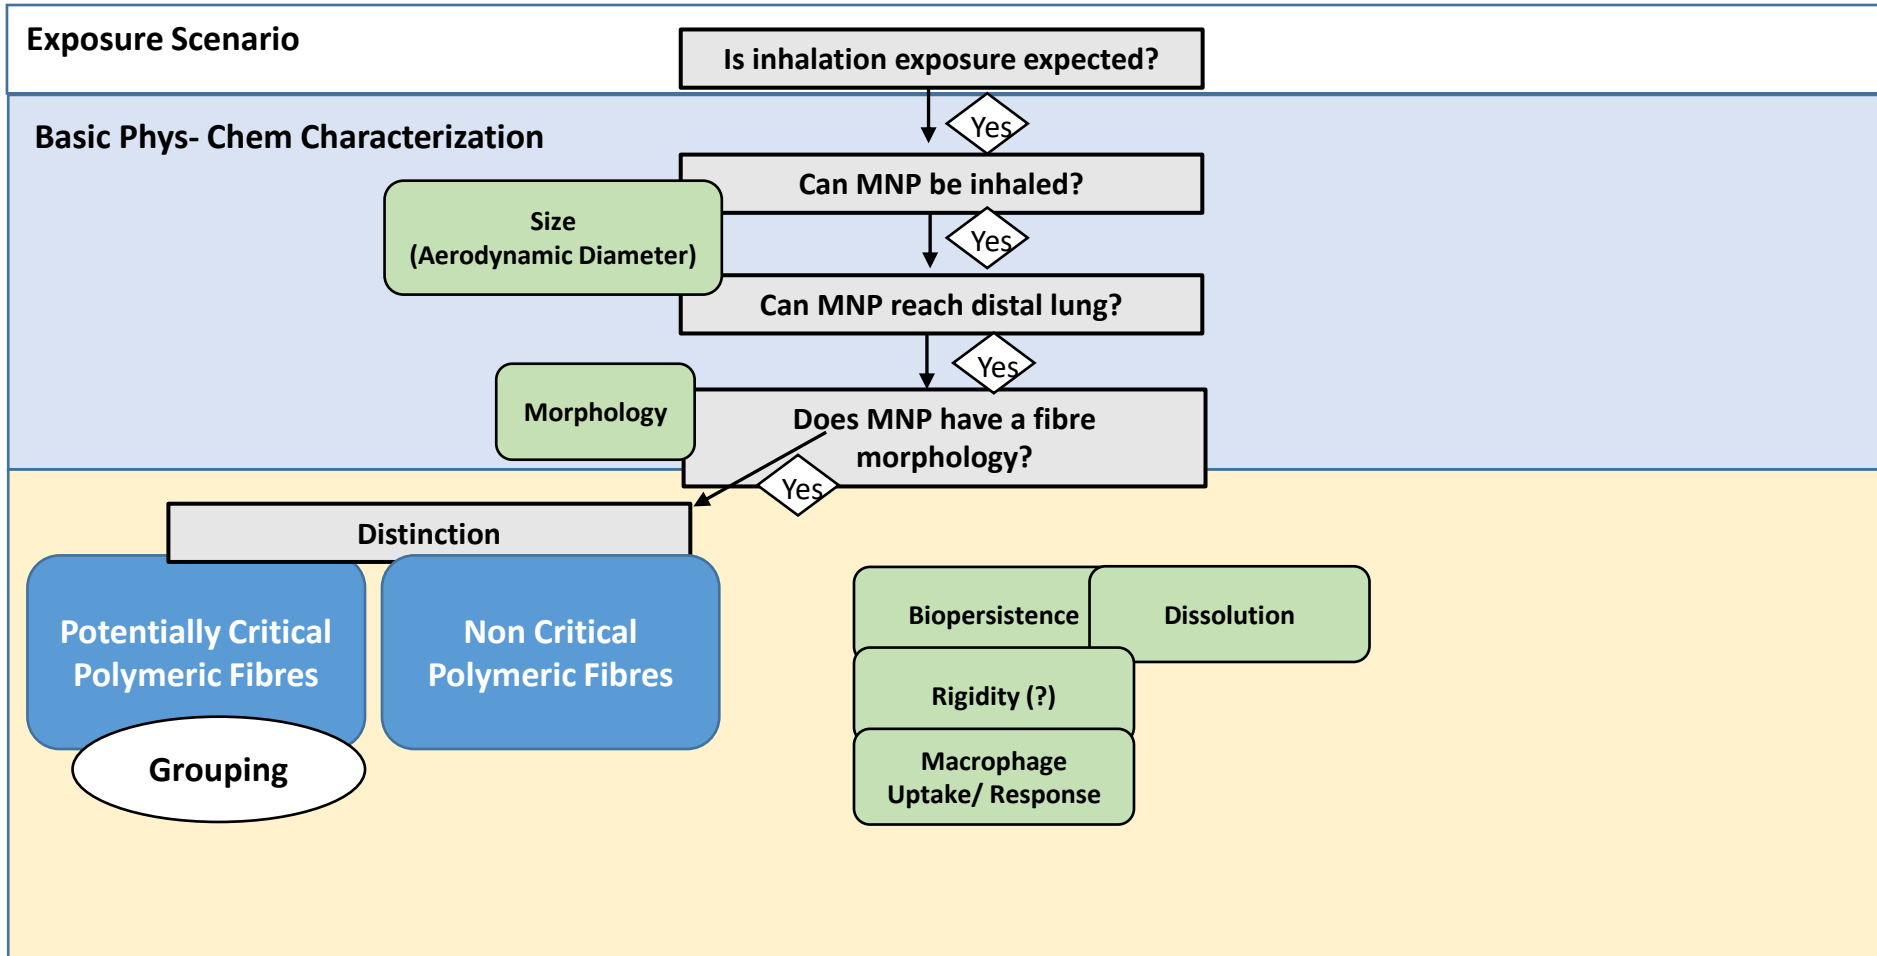 Exposure Scenario
Is inhalation exposure expected?
Yes
Basic Phys- Chem Characterization
Can MNP be inhaled?
Size
(Aerodynamic Diameter)
Yes
Can MNP reach distal lung?
Yes
Morphology
Does MNP have a fibre
morphology?
Yes
Distinction
Potentially Critical
Polymeric Fibres
Non Critical
Polymeric Fibres
Grouping
Biopersistence
Dissolution
Rigidity (?)
Macrophage
Uptake/ Response